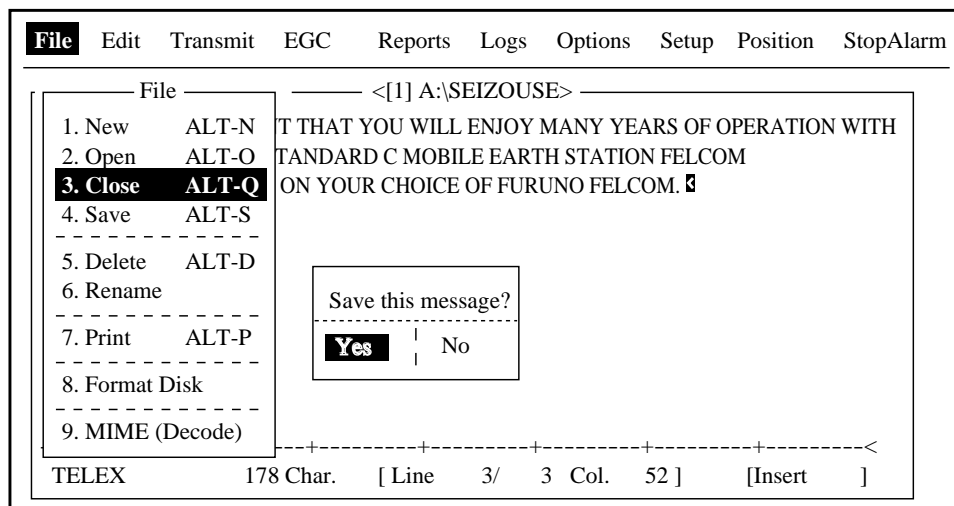 File Edit Transmit EGC Reports Logs Options Setup Position StopAlarm
File
<[1] A:\SEIZOUSE>
1. New ALT-N
2. Open ALT-O
3. Close ALT-Q
4. Save ALT-S
5. Delete ALT-D
6. Rename
7. Print ALT-P
8. Format Disk
9. MIME (Decode)
T THAT YOU WILL ENJOY MANY YEARS OF OPERATION WITH
TANDARD C MOBILE EARTH STATION FELCOM
ON YOUR CHOICE OF FURUNO FELCOM.
Save this message?
Yes No
TELEX 178 Char. [ Line 3/ 3 Col. 52 ] [Insert ]